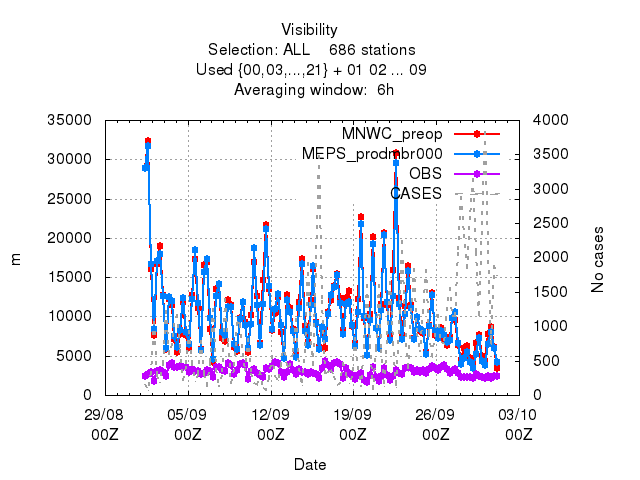 Visibility
Selection: ALL    686 stations
Used {00,03,...,21} + 01 02 ... 09
Averaging window:  6h
35000
30000
25000
20000
15000
10000
5000
0
m
4000
3500
3000
2500
2000
1500
1000
500
0
No cases
MNWC_preop
MEPS_prodmbr000
OBS
CASES
29/08 00Z
05/09 00Z
12/09 00Z
19/09 00Z
26/09 00Z
03/10 00Z
Date